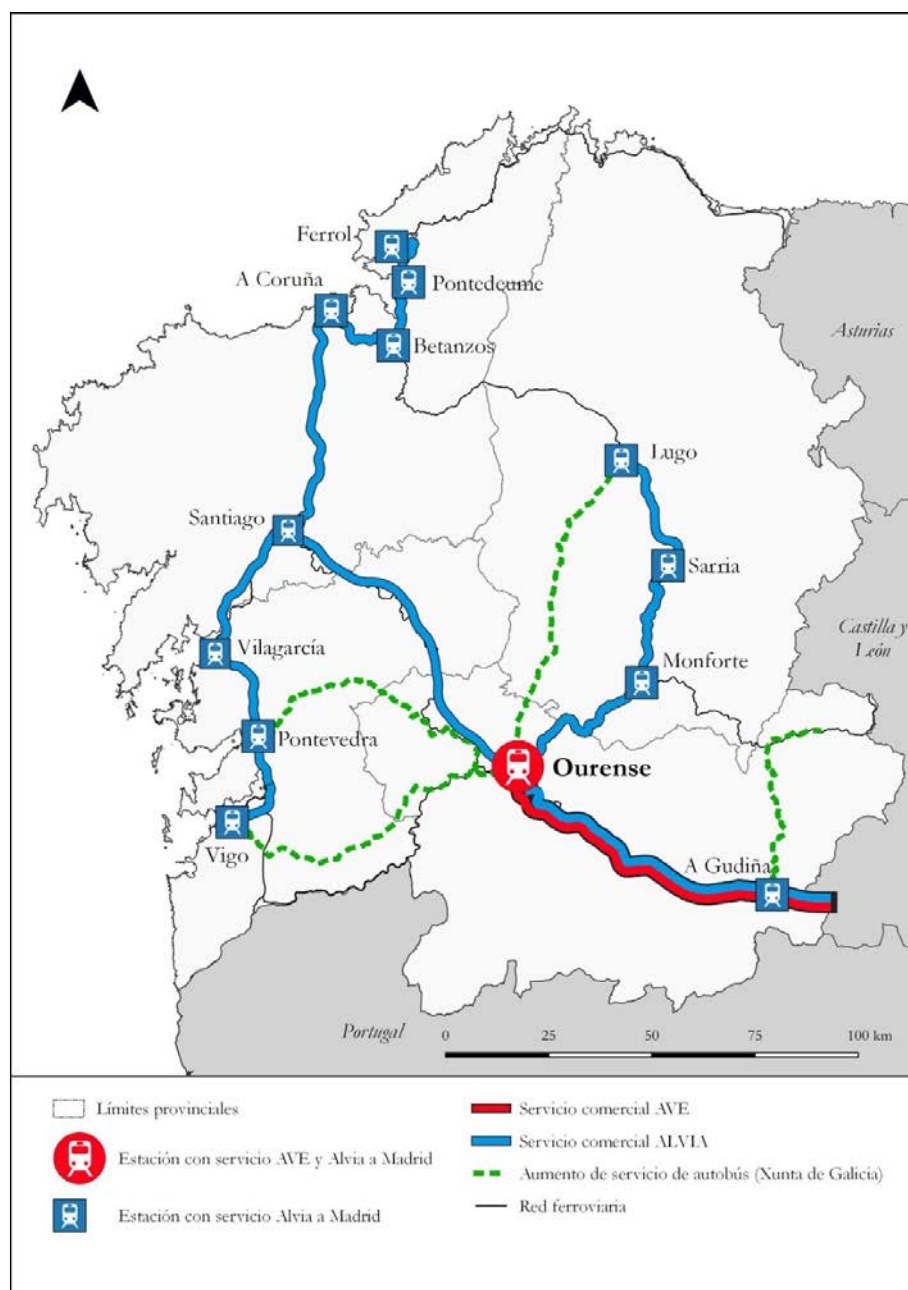 Ferrol
A Coruña
Pontedeume
Betanzos
Asturias
Lugo
Santiago
Sarria
Castilla y
León
Vilagarcía
Monforte
Pontevedra
Ourense
Vigo
A Gudiña
Portugal
0 25 50 75 100 km
Límites provinciales
Estación con servicio AVE y Alvia a Madrid
Estación con servicio Alvia a Madrid
Servicio comercial AVE
Servicio comercial ALVIA
Aumento de servicio de autobús (Xunta de Galicia)
Red ferroviaria